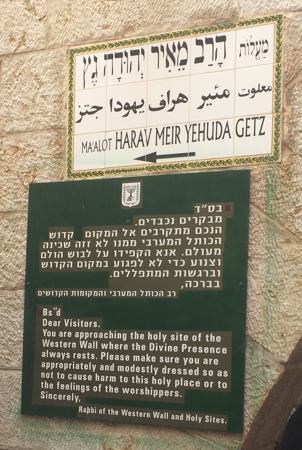 מַעֲלוֹת הָרַב מֵאִיר יְהוּדָה גֶץ
معلوت هراف مئير يهودا جتز
MA'ALOT HARAV MEIR YEHUDA GETZ
בס"ד
מבקרים נכבדים.
הנכם מתקרבים אל המקום קדוש
הכותל המערבי ממנו לא זזה שכינה
מעולם. אנא הקפידו על לבוש הולם
וצנוע כדי לא לפגוע במקום הקדוש
וברגשות המתפללים.
בברכה,
רב הכותל המערבי והמקומות הקדושים
Bs"d
Dear Visitors.
You are approaching the holy site of the
Western Wall where the Divine Presence
always rests. Please make sure you are
appropriately and modestly dressed so as
not to cause harm to this holy place or to
the feelings of the worshippers.
Sincerely.
Rabbi of the Western Wall and Holy Sites.